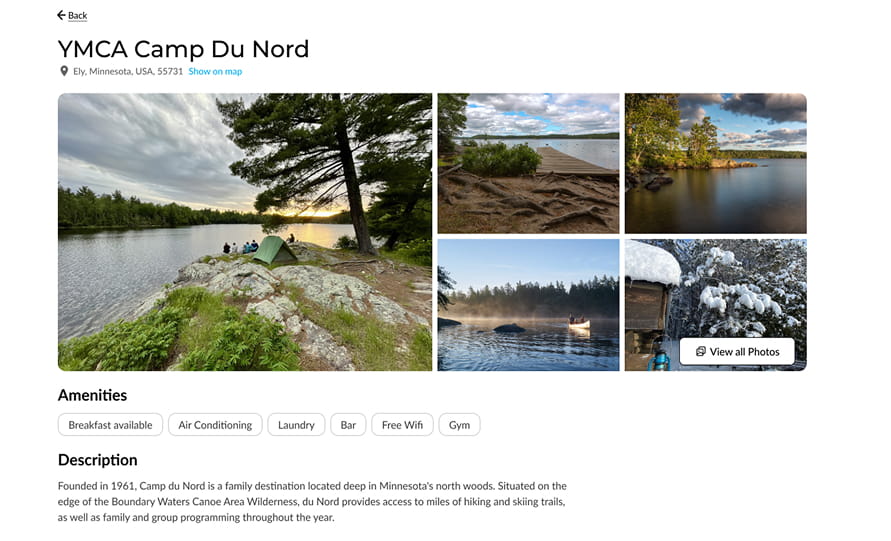 Back
YMCA Camp Du Nord
Ely, Minnesota, USA, 55731 Show on map
View all Photos
Amenities
Breakfast available Air Conditioning Laundry Bar Free Wifi Gym
Description
Founded in 1961, Camp du Nord is a family destination located deep in Minnesota's north woods. Situated on the
edge of the Boundary Waters Canoe Area Wilderness, du Nord provides access to miles of hiking and skiing trails,
as well as family and group programming throughout the year.